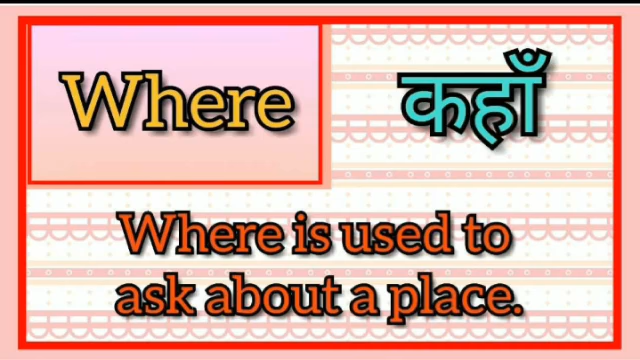 Where कहाँ
Where is used to
ask about a place.